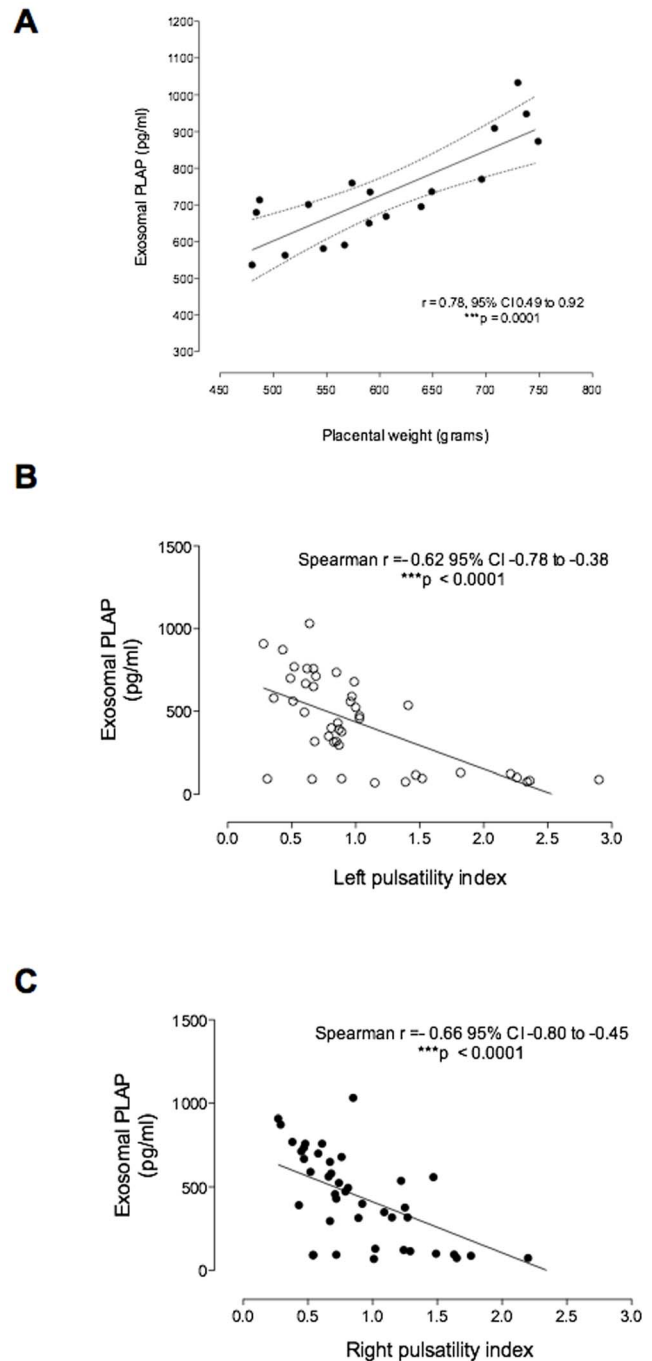 A
1200
1100
1000
900
800
700
600
500
400
300
Exosomal PLAP (pg/ml)
r = 0.78, 95% CI 0.49 to 0.92
***p = 0.0001
450 500 550 600 650 700 750 800
Placental weight (grams)
B
1500
1000
500
0
Exosomal PLAP
(pg/ml)
Spearman r =- 0.62 95% CI -0.78 to -0.38
***p < 0.0001
0.0 0.5 1.0 1.5 2.0 2.5 3.0
Left pulsatility index
C
1500
1000
500
0
Exosomal PLAP
(pg/ml)
Spearman r =- 0.66 95% CI -0.80 to -0.45
***p < 0.0001
0.0 0.5 1.0 1.5 2.0 2.5 3.0
Right pulsatility index